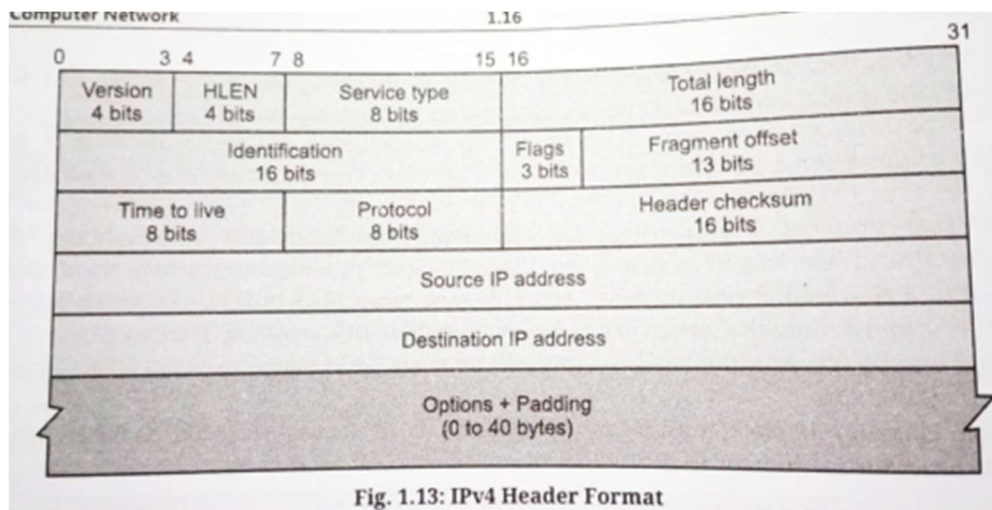 Computer Network 1.16
0 3 4 7 8 15 16 31
Version HLEN Service type Total length
4 bits 4 bits 8 bits 16 bits
Identification Flags Fragment offset
16 bits 3 bits 13 bits
Time to live Protocol Header checksum
8 bits 8 bits 16 bits
Source IP address
Destination IP address
Options + Padding
(0 to 40 bytes)
Fig. 1.13: IPv4 Header Format